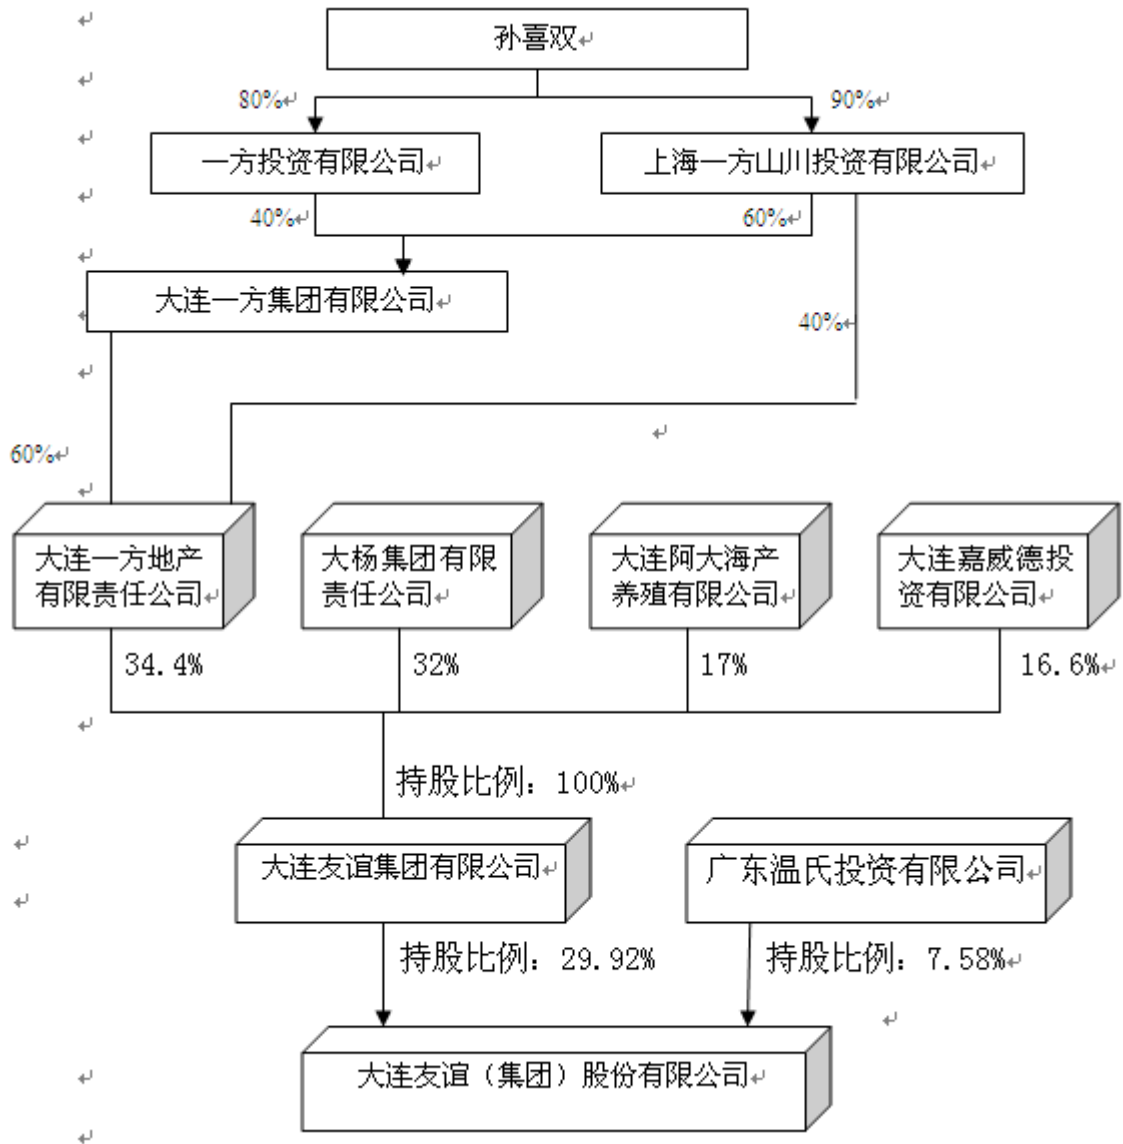 孙喜双
80%
90%
一方投资有限公司
上海一方山川投资有限公司
40%
60%
大连一方集团有限公司
40%
60%
大连一方地产
有限责任公司
大杨集团有限
责任公司
大连阿大海产
养殖有限公司
大连嘉威德投
资有限公司
34.4%
32%
17%
16.6%
持股比例：100%
大连友谊集团有限公司
广东温氏投资有限公司
持股比例：29.92%
持股比例：7.58%
大连友谊（集团）股份有限公司